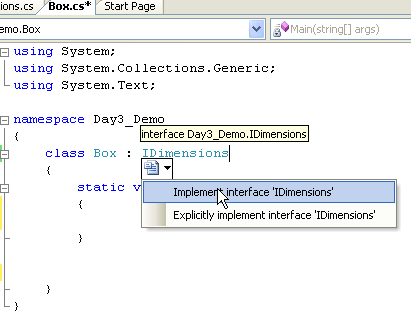 ions.cs Box.cs* Start Page
emo.Box Main(string[] args)
using System;
using System.Collections.Generic;
using System.Text;
namespace Day3_Demo
interface Day3_Demo.IDimensions
{
class Box : IDimensions
{
Implement interface 'IDimensions'
static v
{
Explicitly implement interface 'IDimensions'
}
}
}